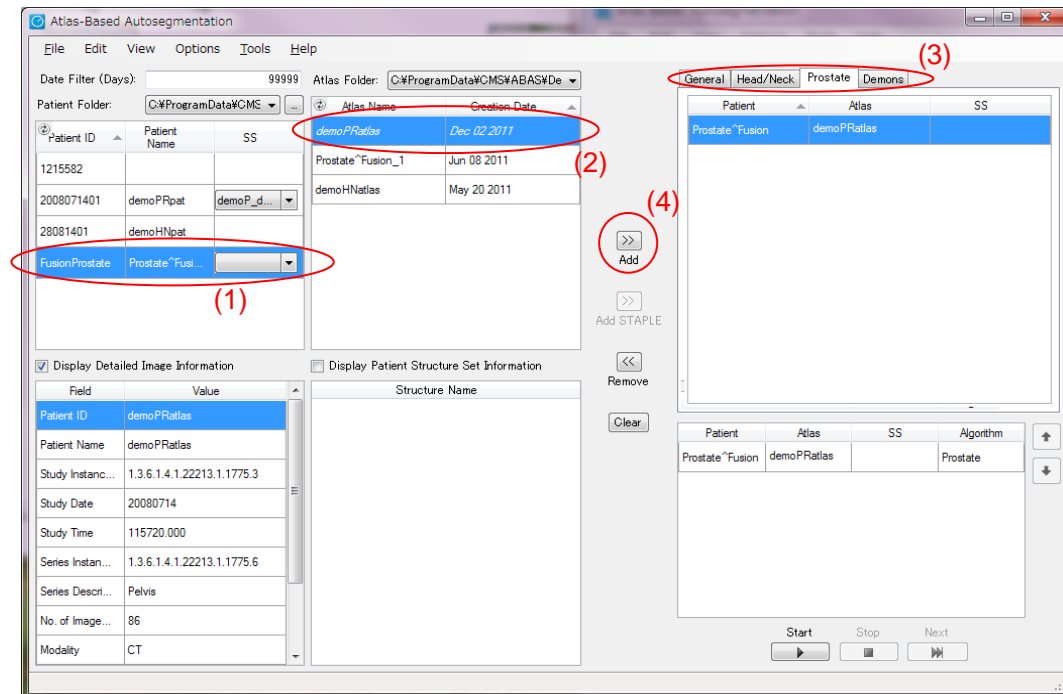 Atlas-Based Autosegmentation
File Edit View Options Tools Help
Date Filter (Days): 99999
Atlas Folder: C:¥ProgramData¥CMS¥ABAS¥De
Patient Folder: C:¥ProgramData¥CMS ...
Patient ID Patient Name SS
1215582
2008071401 demoPRpat demoP_d...
28081401 demoHNpat
FusionProstate Prostate^Fusi...
(1)
Atlas Name Creation Date
demoPRatlas Dec 02 2011
Prostate^Fusion_1 Jun 08 2011
demoHNatlas May 20 2011
(2)
(3)
General Head/Neck Prostate Demons
Patient Atlas SS
Prostate^Fusion demoPRatlas
(4)
>>
Add
>>
Add STAPLE
<<
Remove
Clear
Display Detailed Image Information
Display Patient Structure Set Information
Field Value
Patient ID demoPRatlas
Patient Name demoPRatlas
Study Instanc... 1.3.6.1.4.1.22213.1.1775.3
Study Date 20080714
Study Time 115720.000
Series Instan... 1.3.6.1.4.1.22213.1.1775.6
Series Descri... Pelvis
No. of Image... 86
Modality CT
Structure Name
Patient Atlas SS Algorithm
Prostate^Fusion demoPRatlas Prostate
Start Stop Next